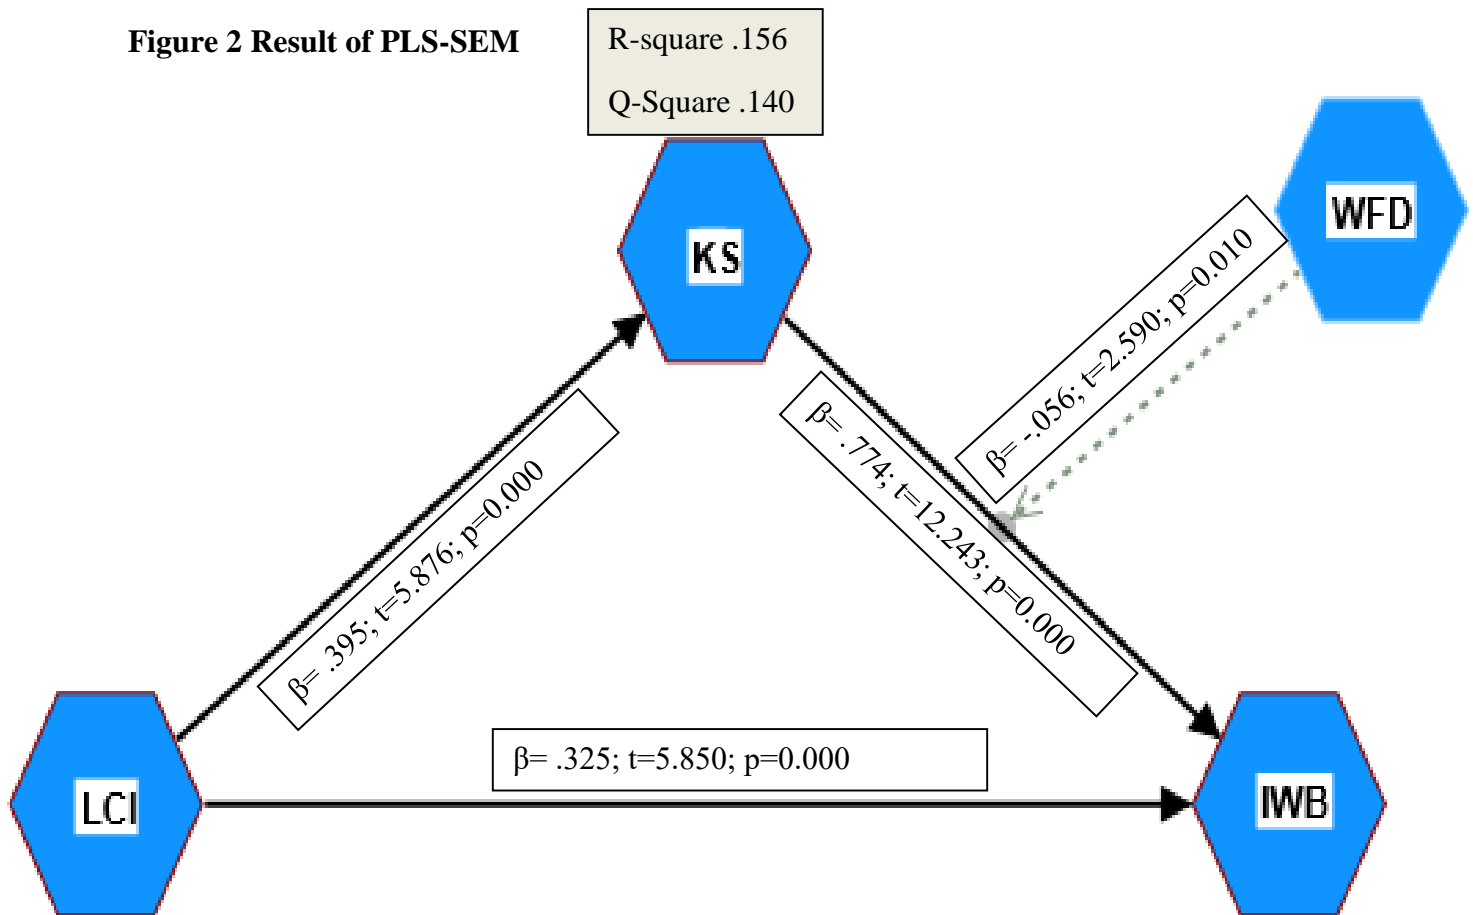 Figure 2 Result of PLS-SEM
R-square .156
Q-Square .140
KS
WFD
β= -.056; t=2.590; p=0.010
β= .774; t=12.243; p=0.000
β= .395; t=5.876; p=0.000
β= .325; t=5.850; p=0.000
LCI
IWB